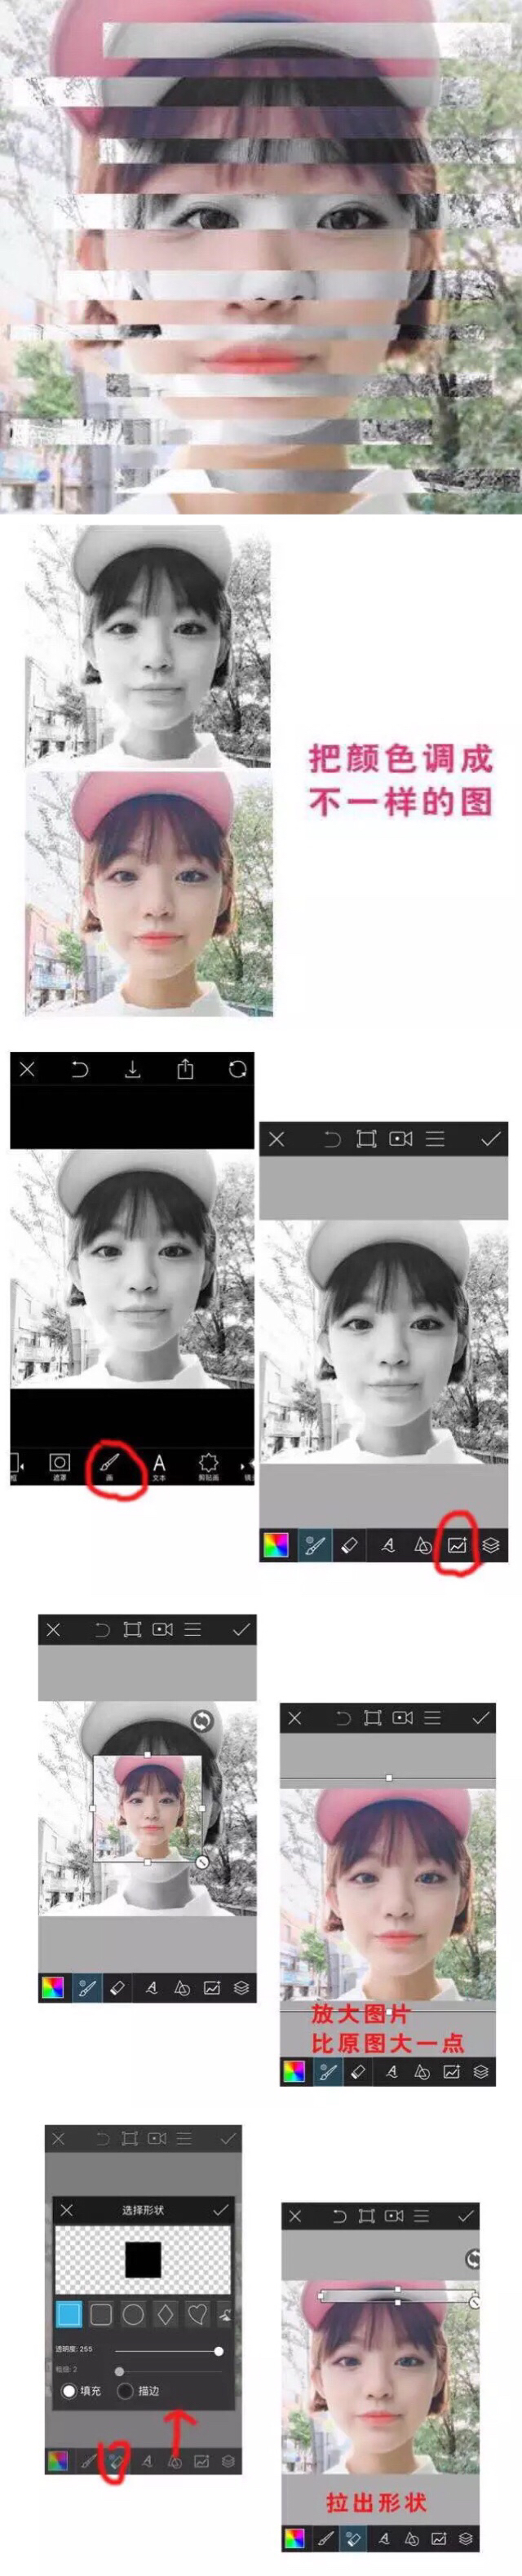 把颜色调成
不一样的图
框
遮罩
画
文本
剪贴画
放大图片
比原图大一点
选择形状
透明度: 255
粗细: 2
填充
描边
拉出形状